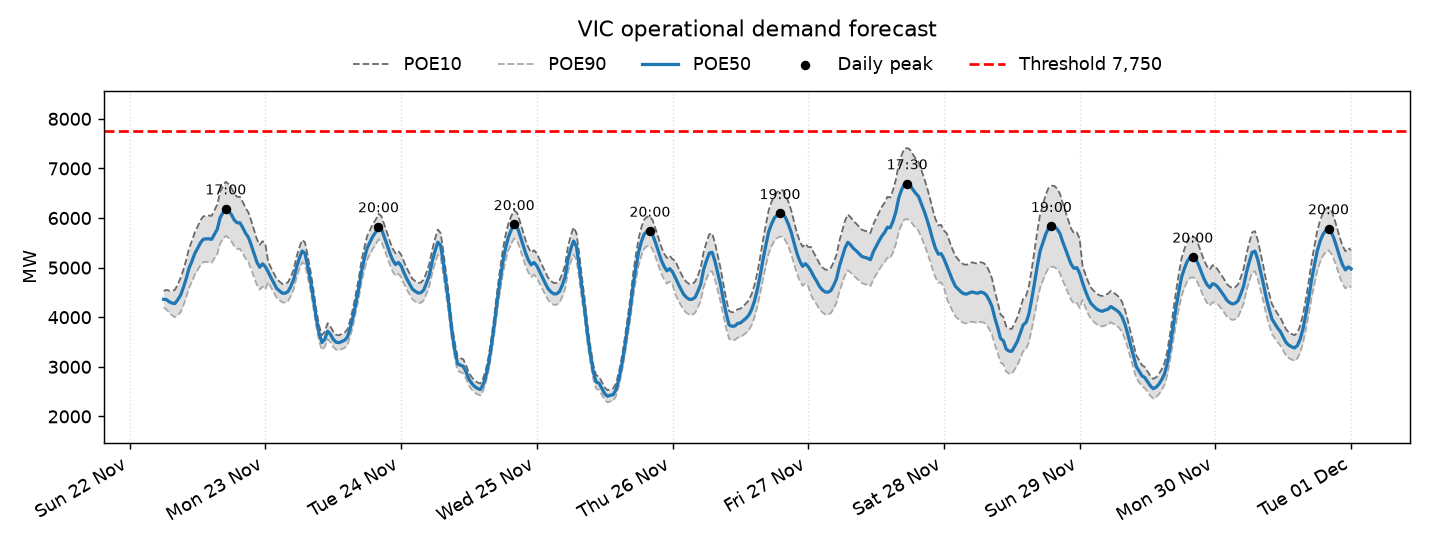 VIC operational demand forecast
POE10 POE90 POE50 Daily peak Threshold 7,750
MW
8000
7000
6000
5000
4000
3000
2000
17:00
20:00
20:00
20:00
19:00
17:30
19:00
20:00
20:00
Sun 22 Nov
Mon 23 Nov
Tue 24 Nov
Wed 25 Nov
Thu 26 Nov
Fri 27 Nov
Sat 28 Nov
Sun 29 Nov
Mon 30 Nov
Tue 01 Dec